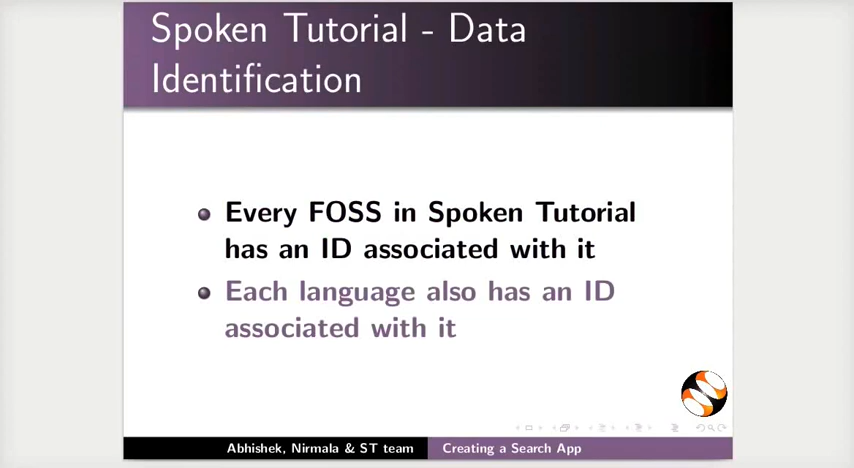 Spoken Tutorial - Data
Identification
Every FOSS in Spoken Tutorial
has an ID associated with it
Each language also has an ID
associated with it
Abhishek, Nirmala & ST team
Creating a Search App